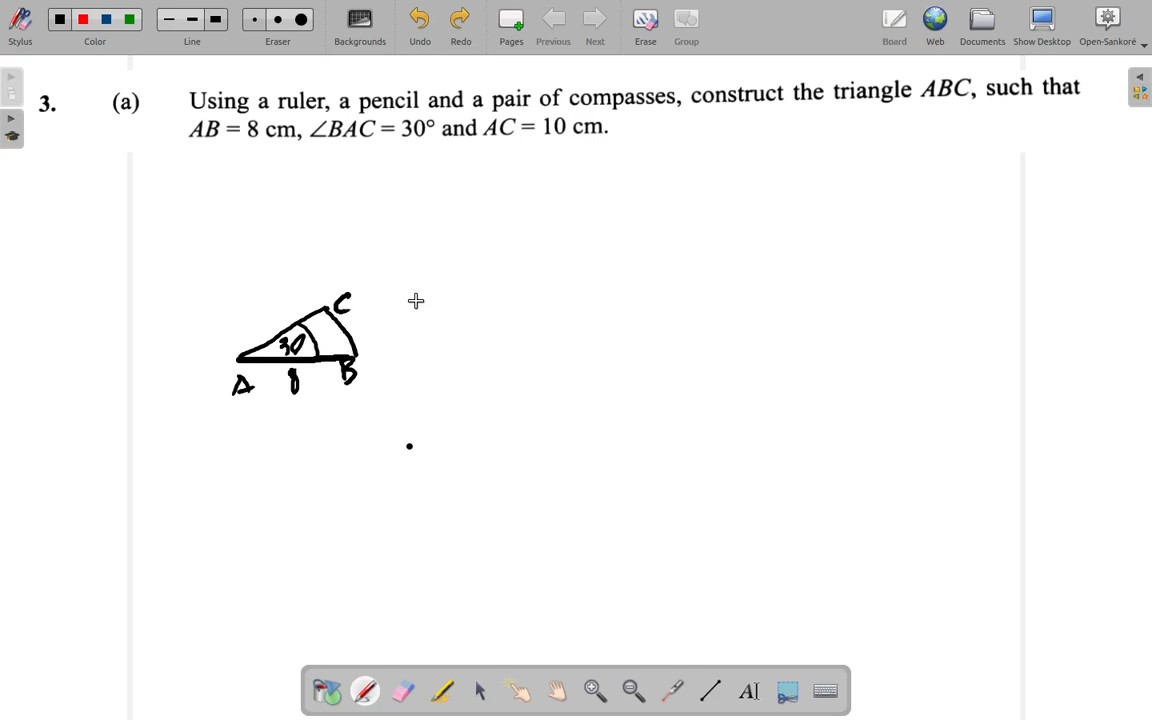 Stylus Color Line Eraser Backgrounds Undo Redo Pages Previous Next Erase Group Board Web Documents Show Desktop Open-Sankoré
3. (a) Using a ruler, a pencil and a pair of compasses, construct the triangle ABC, such that
AB = 8 cm, ∠BAC = 30° and AC = 10 cm.
C
30
A 8 B
AI